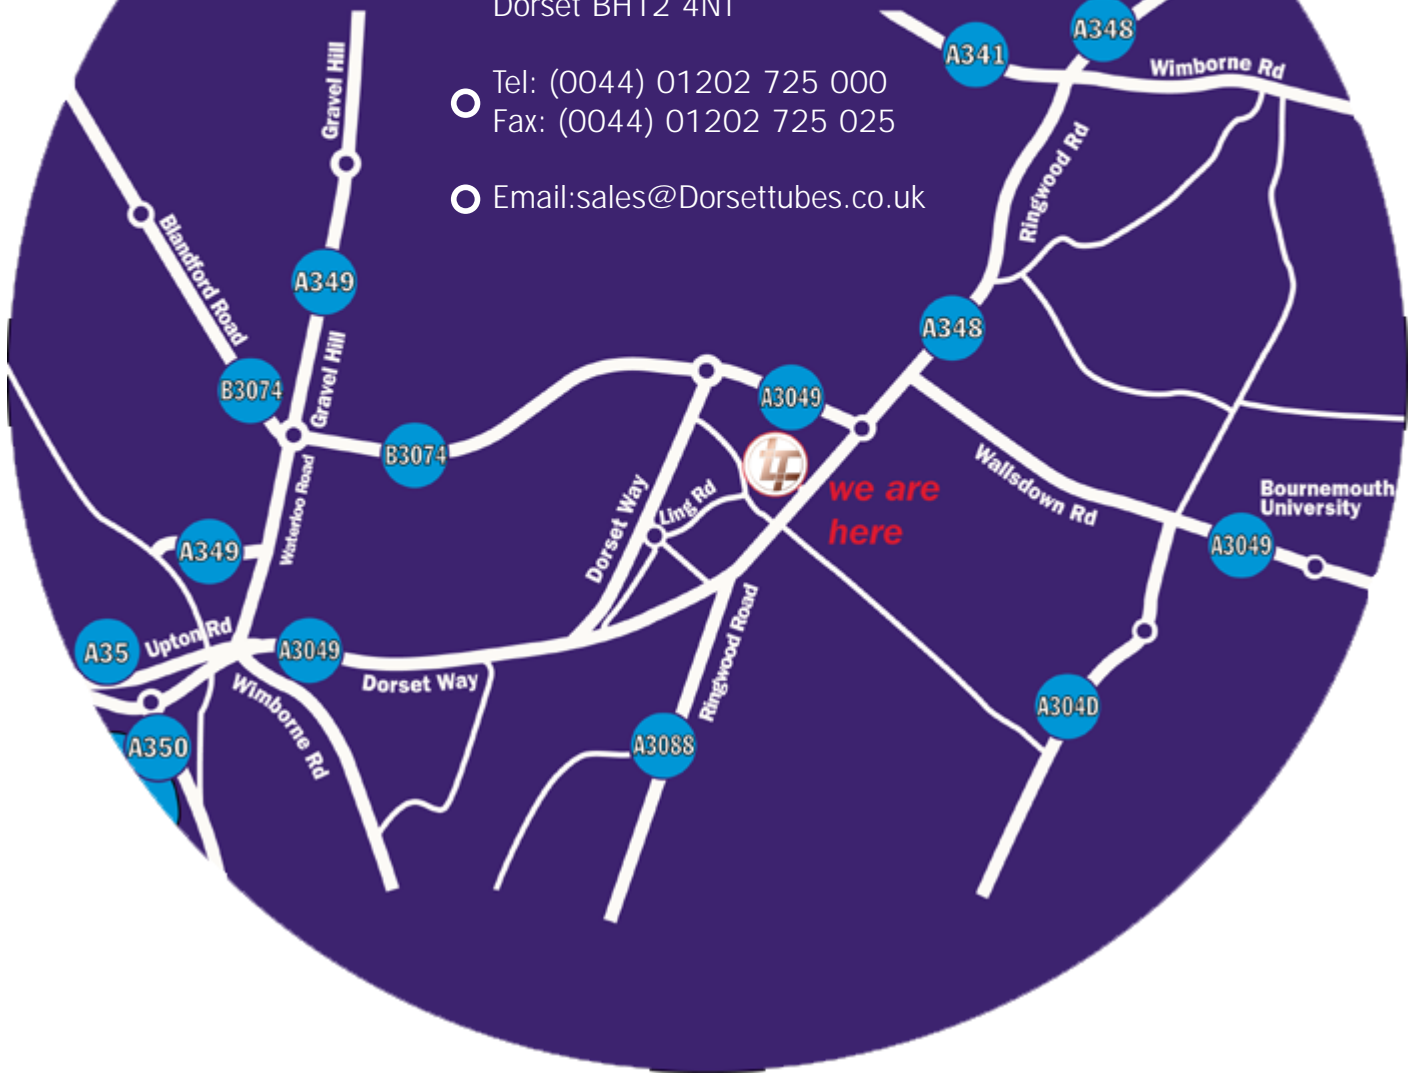 Dorset BH12 4NT
Tel: (0044) 01202 725 000
Fax: (0044) 01202 725 025
Email:sales@Dorsettubes.co.uk
A341
A348
Wimborne Rd
Gravel Hill
Ringwood Rd
Blandford Road
A349
A348
Gravel Hill
B3074
A3049
B3074
we are
here
Wallsdown Rd
Bournemouth
University
Waterloo Road
Dorset Way
Ling Rd
A349
A3049
A35
Upton Rd
A3049
Dorset Way
Ringwood Road
Wimborne Rd
A304D
A350
A3088